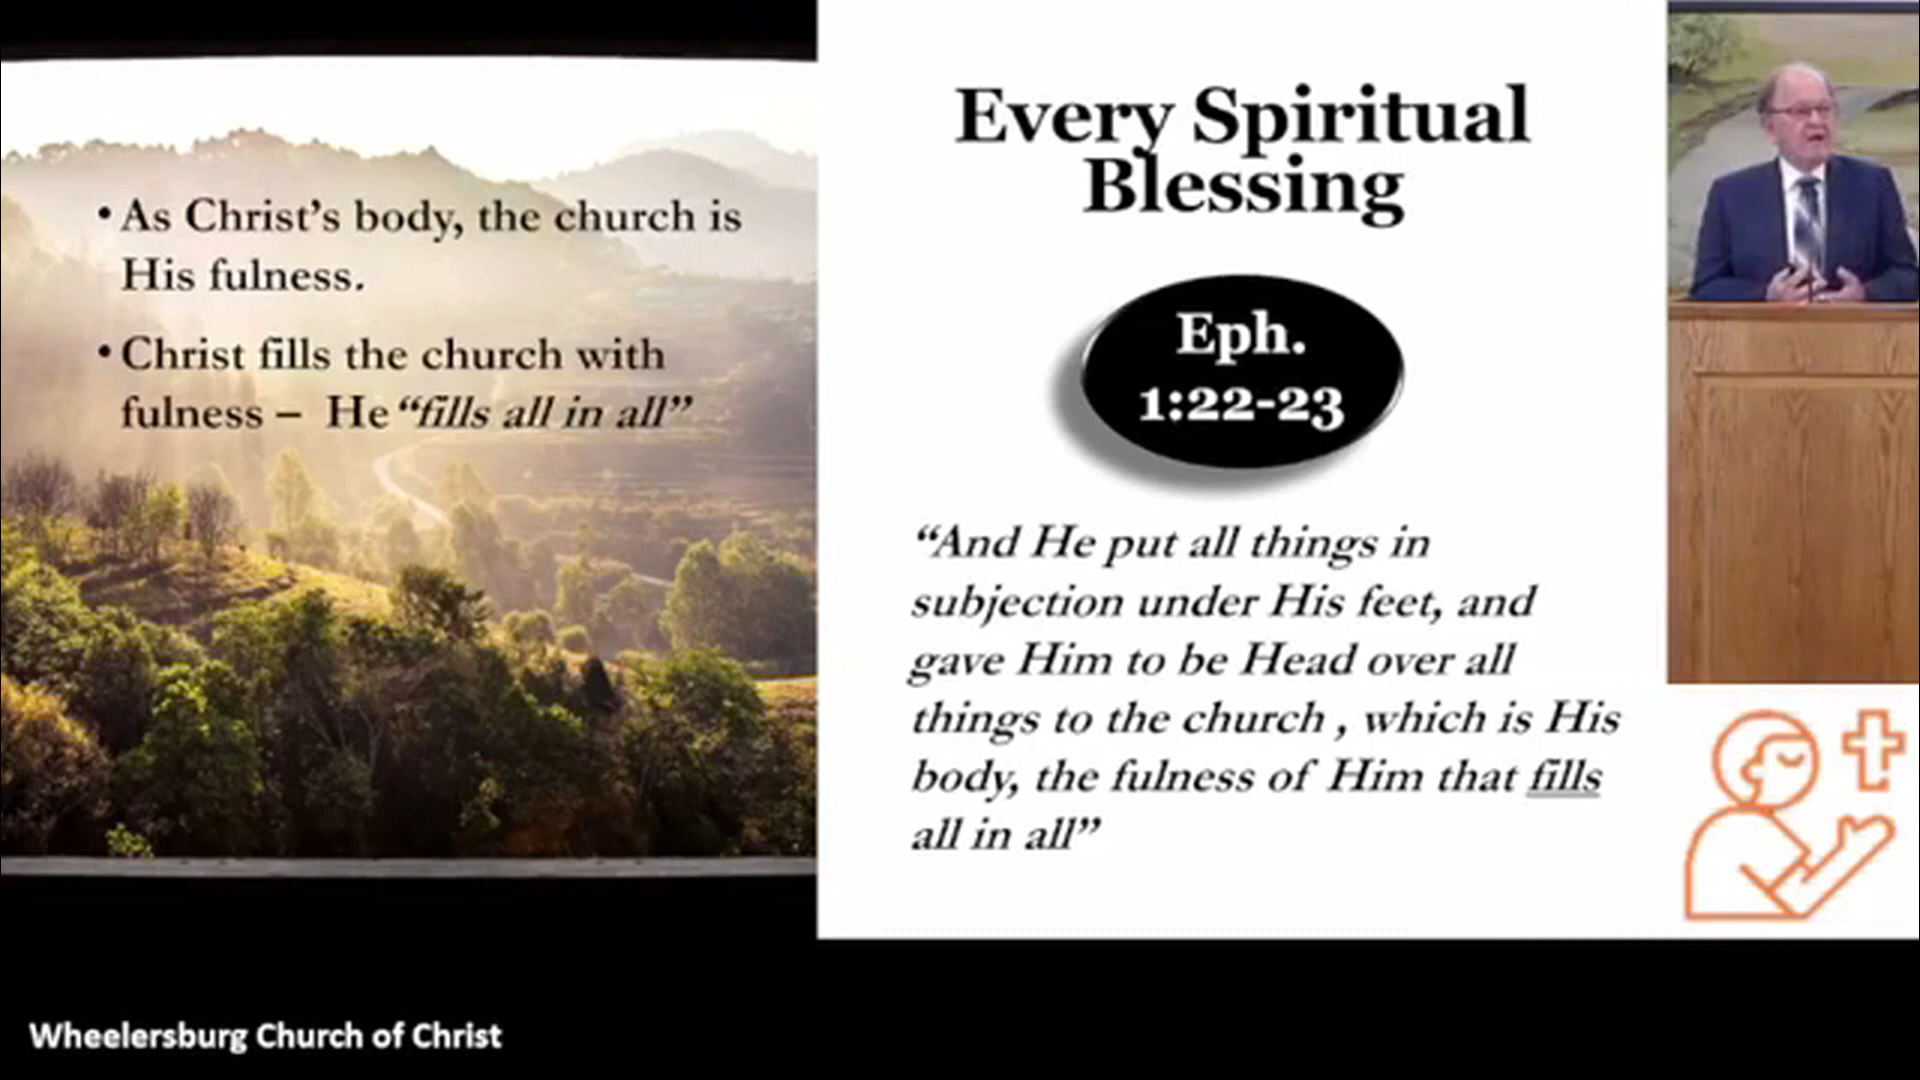 • As Christ's body, the church is
His fulness.
• Christ fills the church with
fulness – He “fills all in all”
Every Spiritual
Blessing
Eph.
1:22-23
“And He put all things in
subjection under His feet, and
gave Him to be Head over all
things to the church , which is His
body, the fulness of Him that fills
all in all”
Wheelersburg Church of Christ